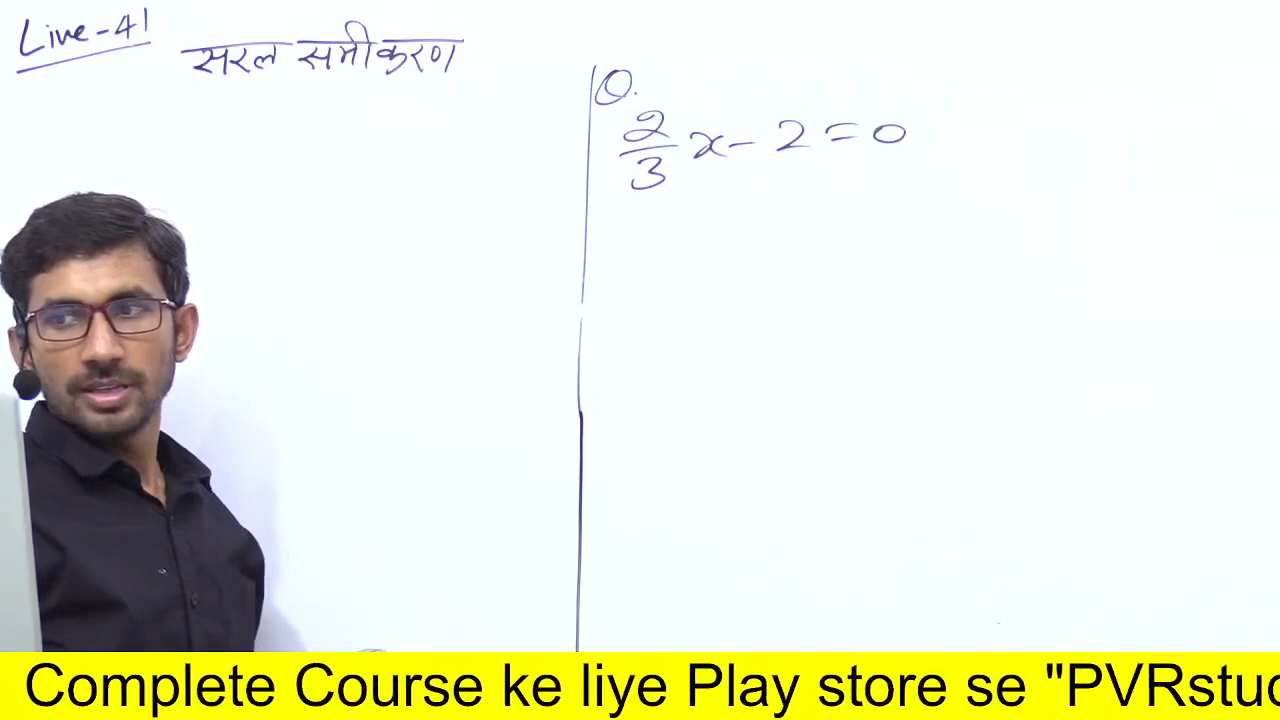 Live-41
सरल समीकरण
Q.
2/3 x - 2 = 0
Complete Course ke liye Play store se "PVRstud